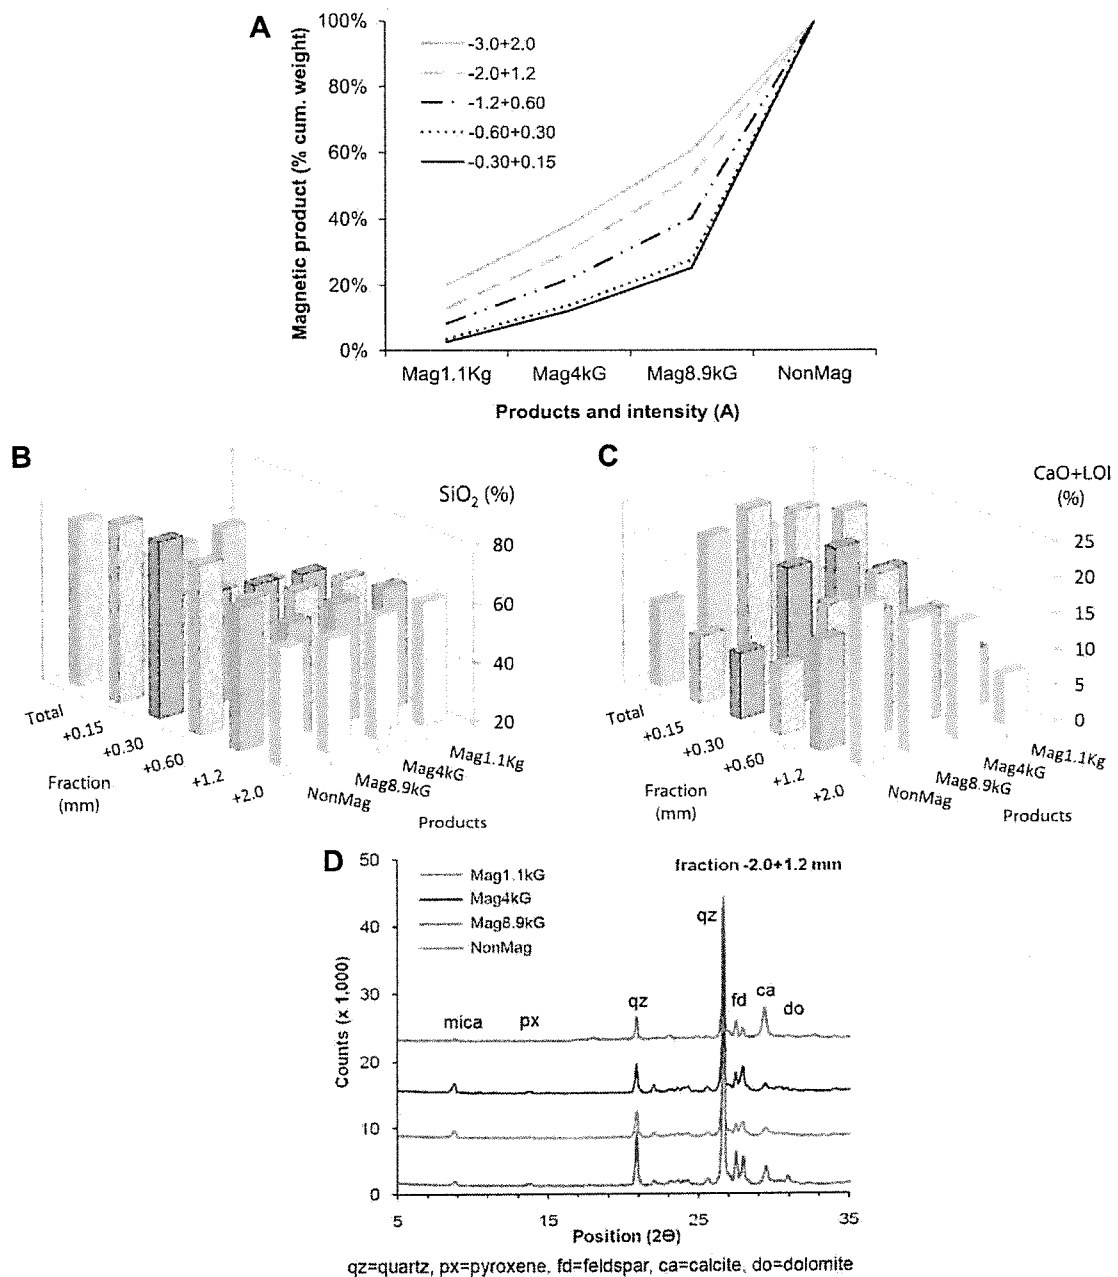 A
100%
80%
60%
40%
20%
0%
Magnetic product (% cum. weight)
-3.0+2.0
-2.0+1.2
-1.2+0.60
-0.60+0.30
-0.30+0.15
Mag1.1Kg
Mag4kG
Mag8.9kG
NonMag
Products and intensity (A)
B
SiO2 (%)
80
60
40
20
Total
+0.15
+0.30
+0.60
+1.2
+2.0
Fraction
(mm)
NonMag
Mag8.9kG
Mag4kG
Mag1.1Kg
Products
C
CaO+LOI
(%)
25
20
15
10
5
0
Total
+0.15
+0.30
+0.60
+1.2
+2.0
Fraction
(mm)
NonMag
Mag8.9kG
Mag4kG
Mag1.1Kg
Products
D
50
40
30
20
10
0
Counts (x 1,000)
Mag1.1kG
Mag4kG
Mag8.9kG
NonMag
fraction -2.0+1.2 mm
mica
px
qz
qz
fd
ca
do
5
15
25
35
Position (2Θ)
qz=quartz, px=pyroxene, fd=feldspar, ca=calcite, do=dolomite